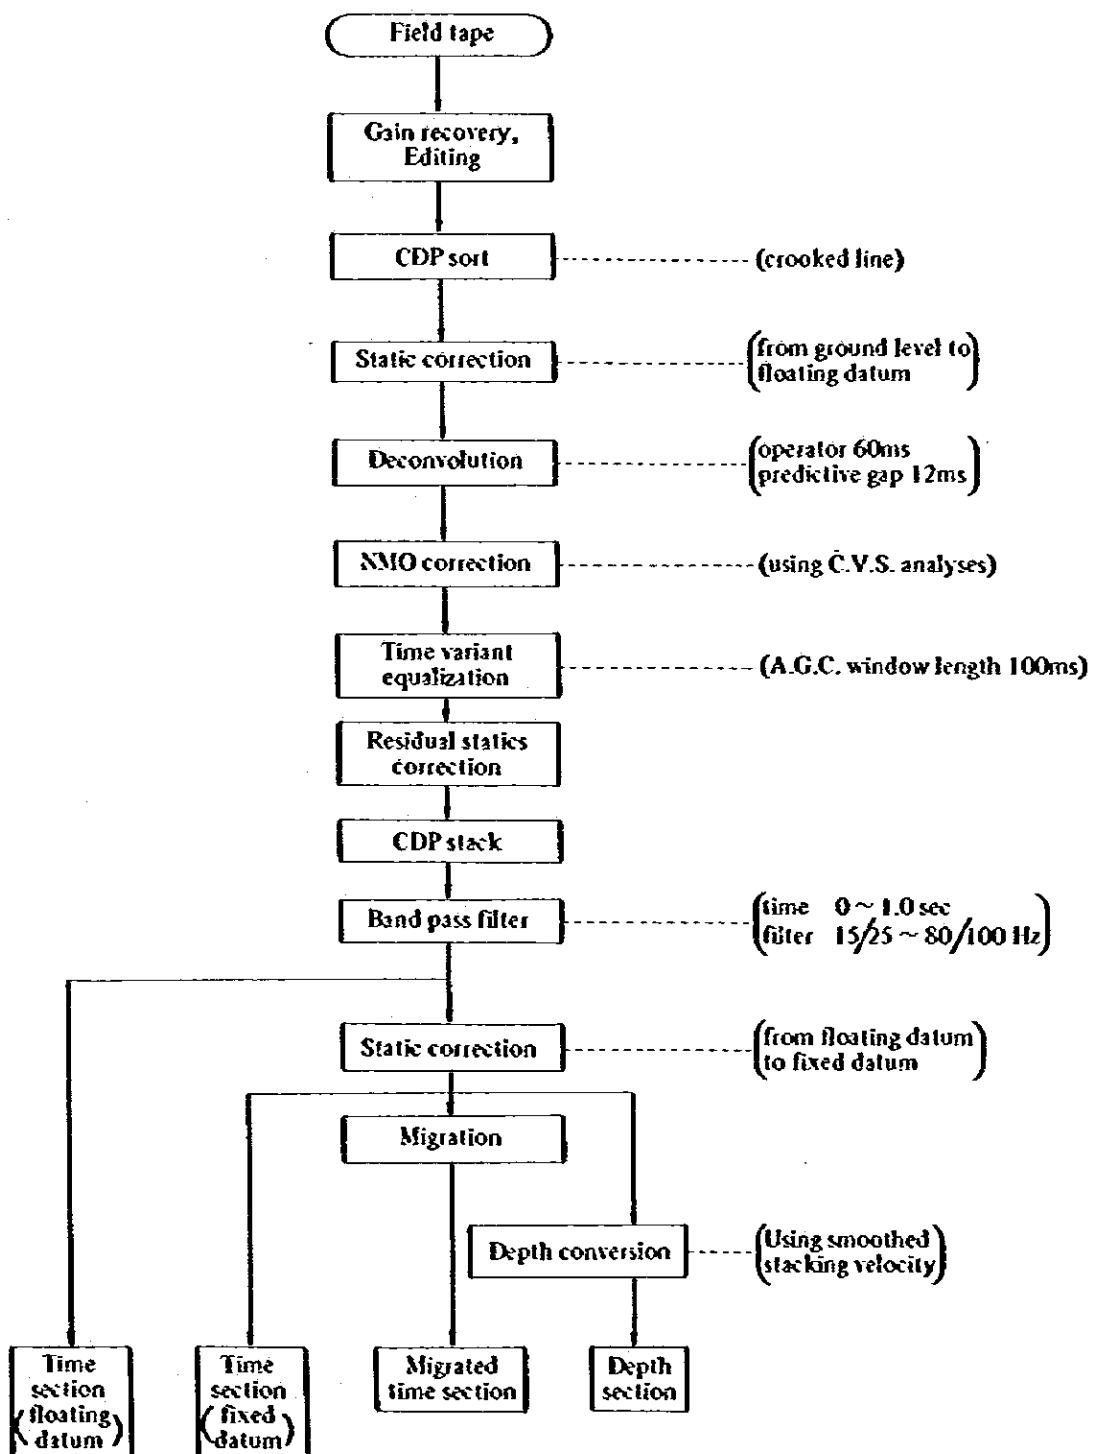 Field tape
Gain recovery,
Editing
CDP sort
(crooked line)
Static correction
(from ground level to
floating datum)
Deconvolution
(operator 60ms
predictive gap 12ms)
NMO correction
(using C.V.S. analyses)
Time variant
equalization
(A.G.C. window length 100ms)
Residual statics
correction
CDP stack
Band pass filter
(time 0 ~ 1.0 sec
filter 15/25 ~ 80/100 Hz)
Static correction
(from floating datum
to fixed datum)
Migration
Depth conversion
(Using smoothed
stacking velocity)
Time
section
(floating
datum)
Time
section
(fixed
datum)
Migrated
time section
Depth
section